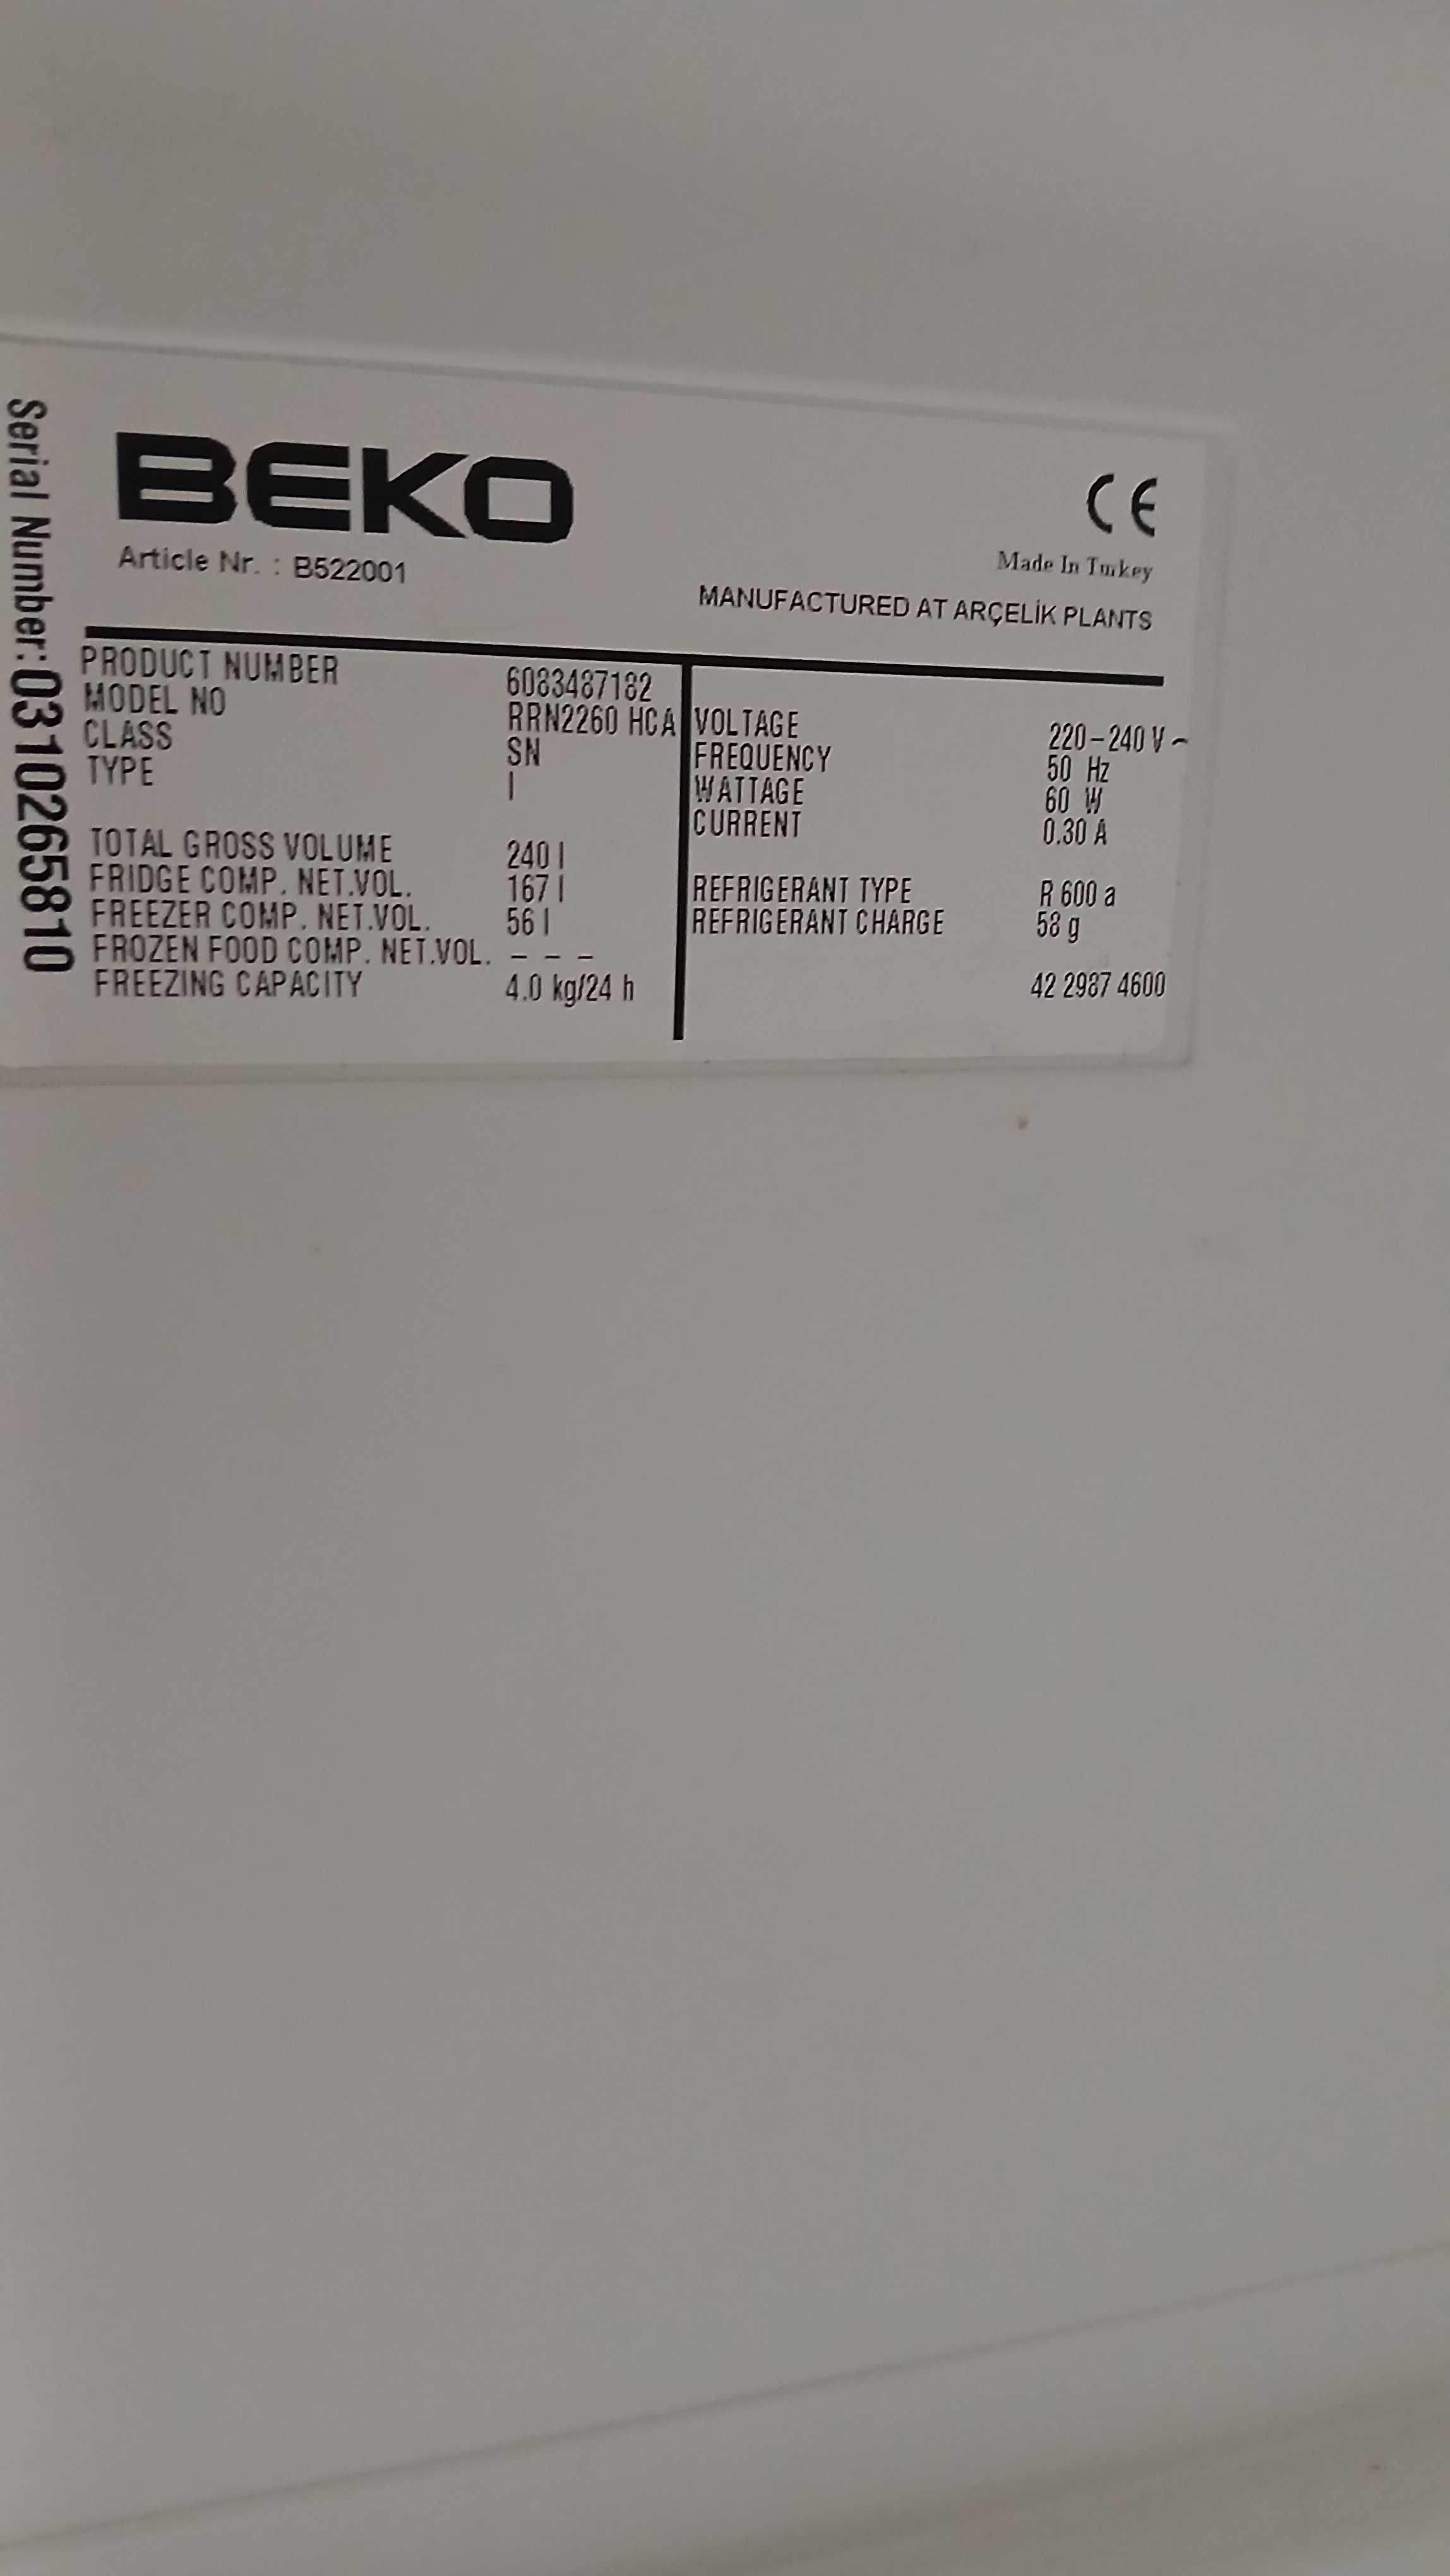 BEKO
CE
Article Nr. : B522001
Made In Turkey
MANUFACTURED AT ARÇELİK PLANTS
Serial Number: 0310265810
PRODUCT NUMBER 6083487182
MODEL NO RRN2260 HCA
CLASS SN
TYPE I
TOTAL GROSS VOLUME 240 l
FRIDGE COMP. NET.VOL. 167 l
FREEZER COMP. NET.VOL. 56 l
FROZEN FOOD COMP. NET.VOL. – – –
FREEZING CAPACITY 4.0 kg/24 h
VOLTAGE 220–240 V ~
FREQUENCY 50 Hz
WATTAGE 60 W
CURRENT 0.30 A
REFRIGERANT TYPE R 600 a
REFRIGERANT CHARGE 58 g
42 2987 4600